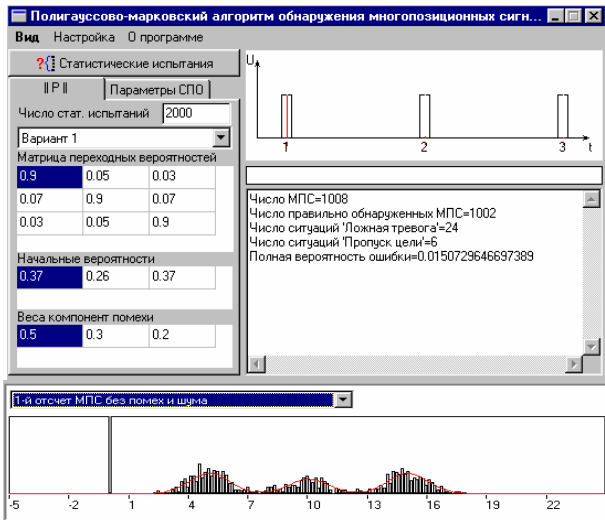 Полигауссово-марковский алгоритм обнаружения многопозиционных сигн...
Вид Настройка О программе
?{ Статистические испытания
|| P || Параметры СПО
Число стат. испытаний 2000
Вариант 1
Матрица переходных вероятностей
0.9 0.05 0.03
0.07 0.9 0.07
0.03 0.05 0.9
Начальные вероятности
0.37 0.26 0.37
Веса компонент помехи
0.5 0.3 0.2
U
1 2 3 t
Число МПС=1008
Число правильно обнаруженных МПС=1002
Число ситуаций 'Ложная тревога'=24
Число ситуаций 'Пропуск цели'=6
Полная вероятность ошибки=0.0150729646697389
1-й отсчет МПС без помех и шума
-5 -2 1 4 7 10 13 16 19 22